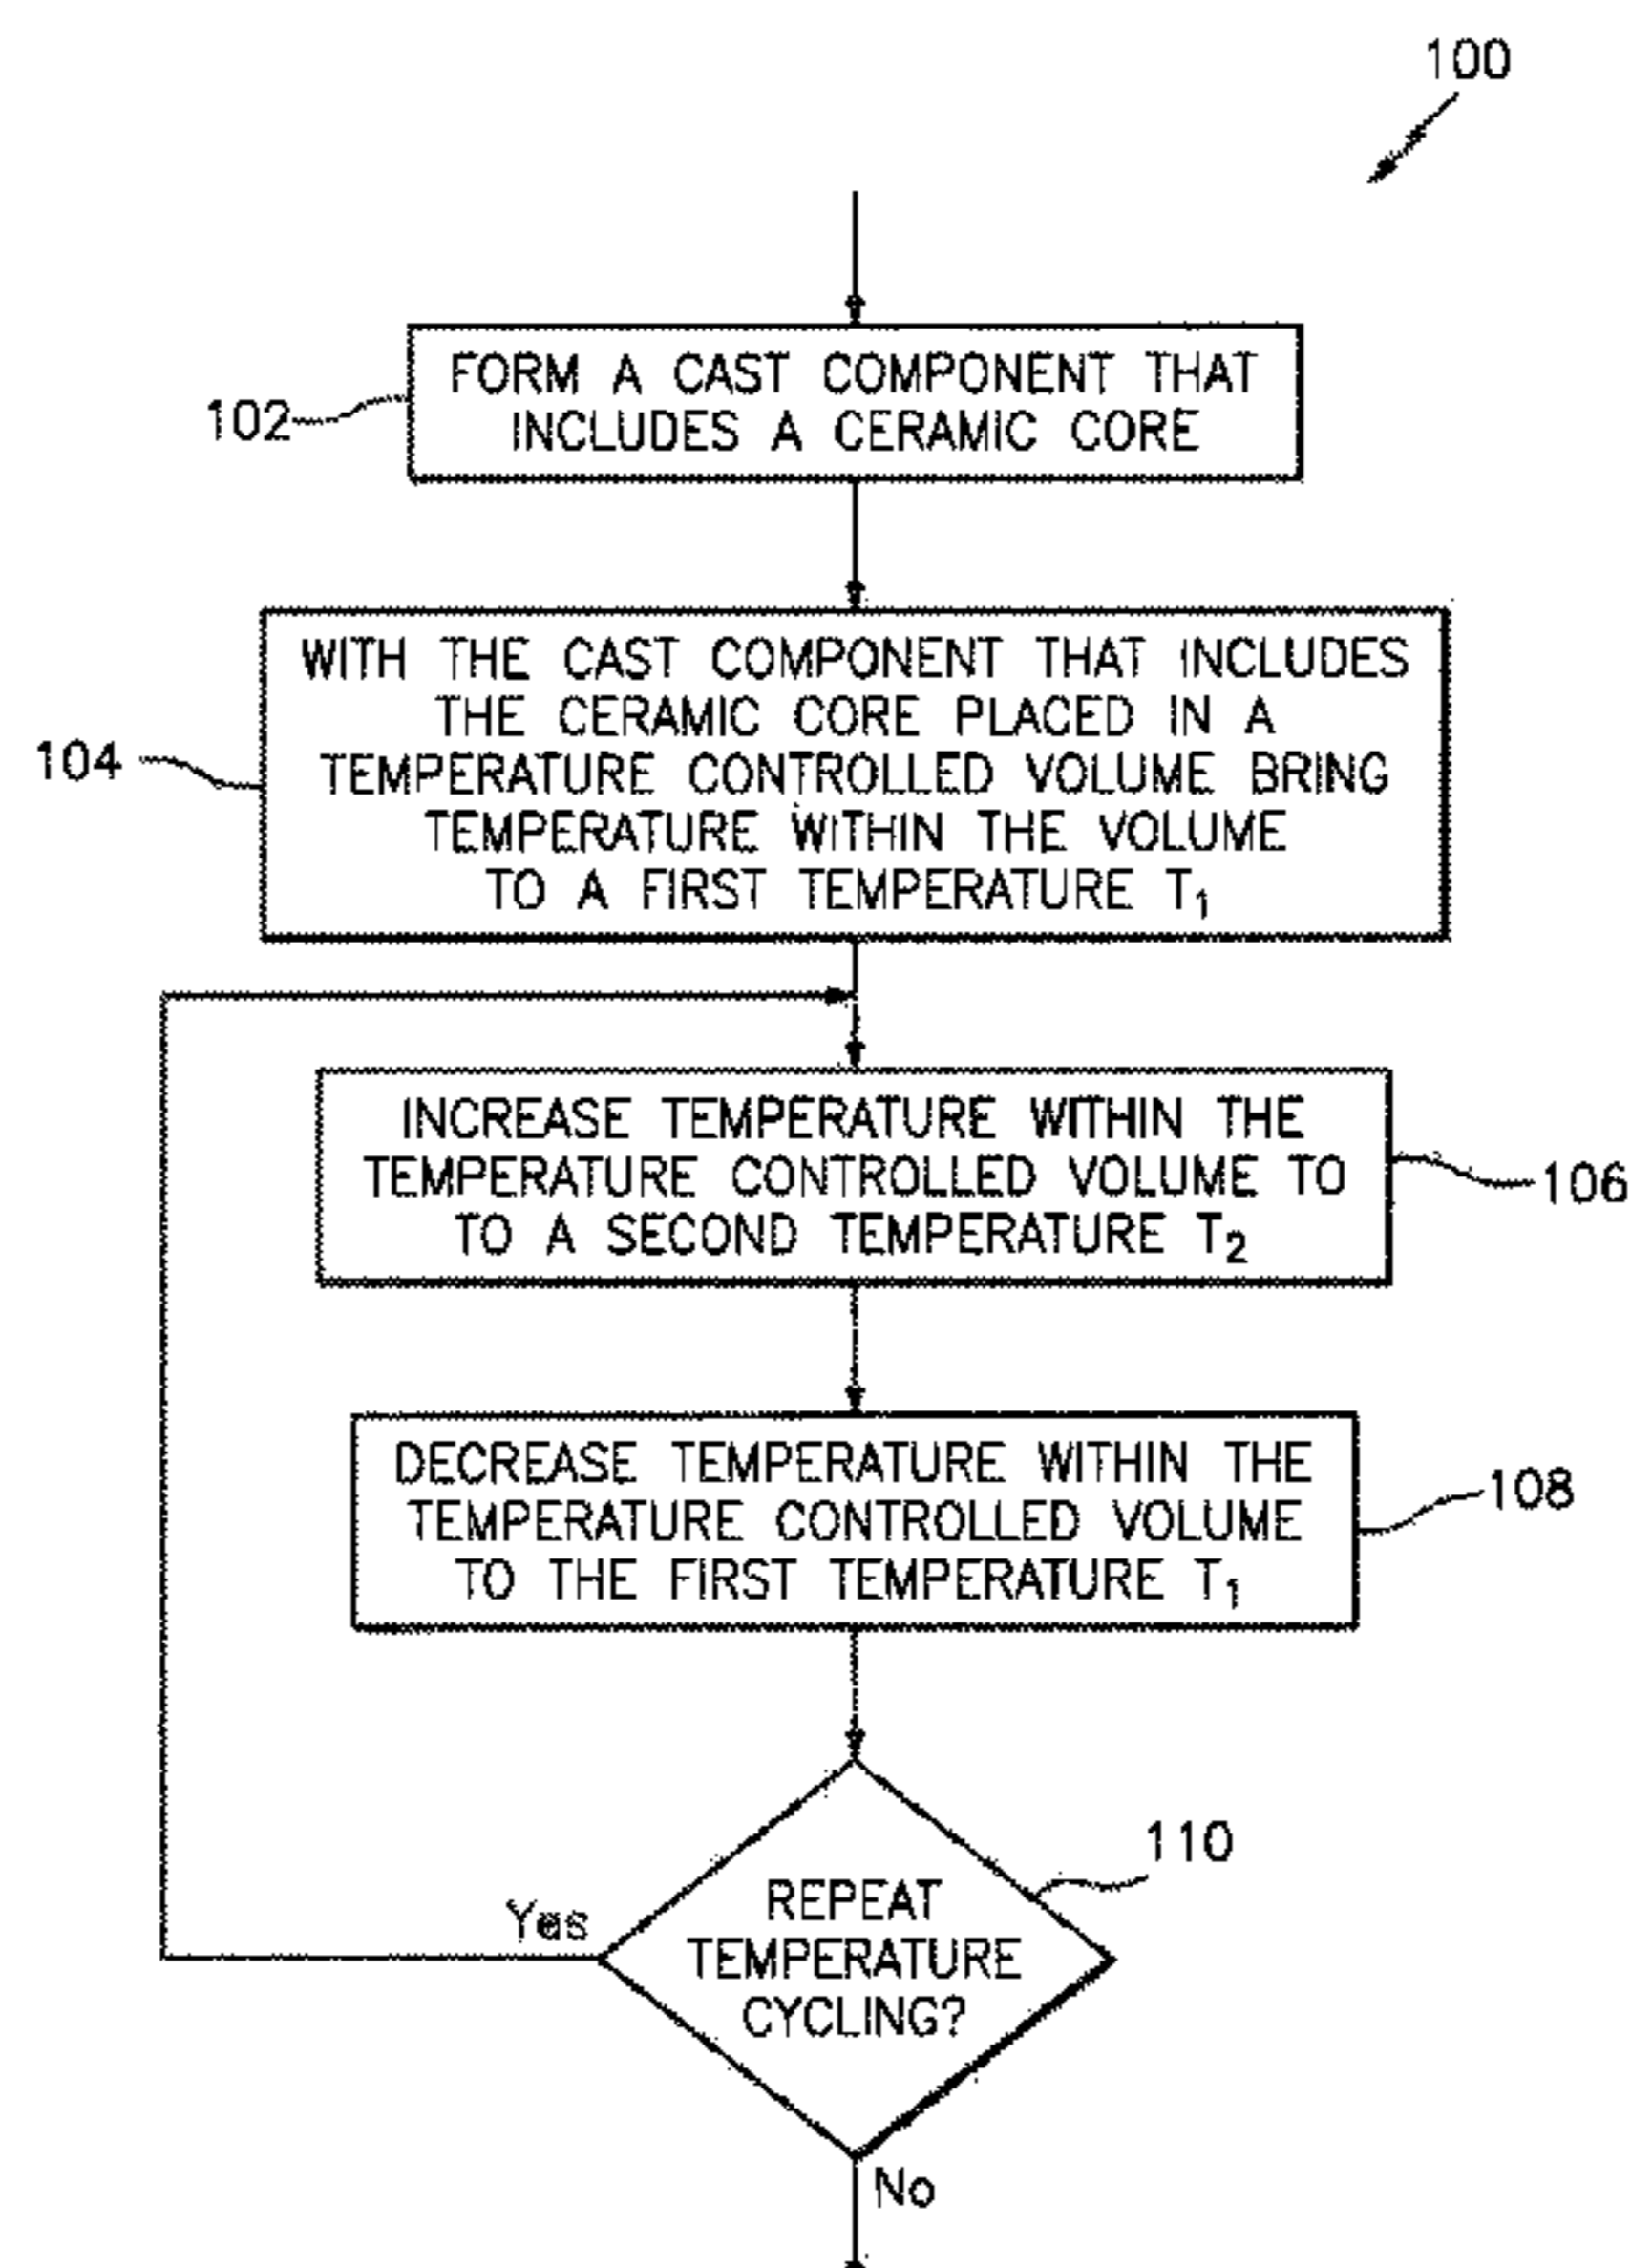 100
FORM A CAST COMPONENT THAT
INCLUDES A CERAMIC CORE
102
WITH THE CAST COMPONENT THAT INCLUDES
THE CERAMIC CORE PLACED IN A
TEMPERATURE CONTROLLED VOLUME BRING
TEMPERATURE WITHIN THE VOLUME
TO A FIRST TEMPERATURE T₁
104
INCREASE TEMPERATURE WITHIN THE
TEMPERATURE CONTROLLED VOLUME TO
TO A SECOND TEMPERATURE T₂
106
DECREASE TEMPERATURE WITHIN THE
TEMPERATURE CONTROLLED VOLUME
TO THE FIRST TEMPERATURE T₁
108
110
REPEAT
TEMPERATURE
CYCLING?
Yes
No